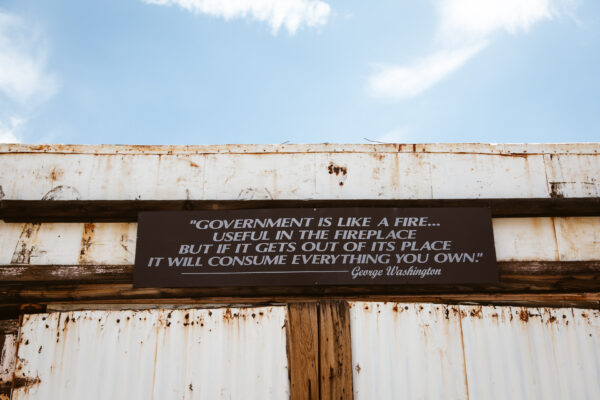 "GOVERNMENT IS LIKE A FIRE...
USEFUL IN THE FIREPLACE
BUT IF IT GETS OUT OF ITS PLACE
IT WILL CONSUME EVERYTHING YOU OWN."
George Washington